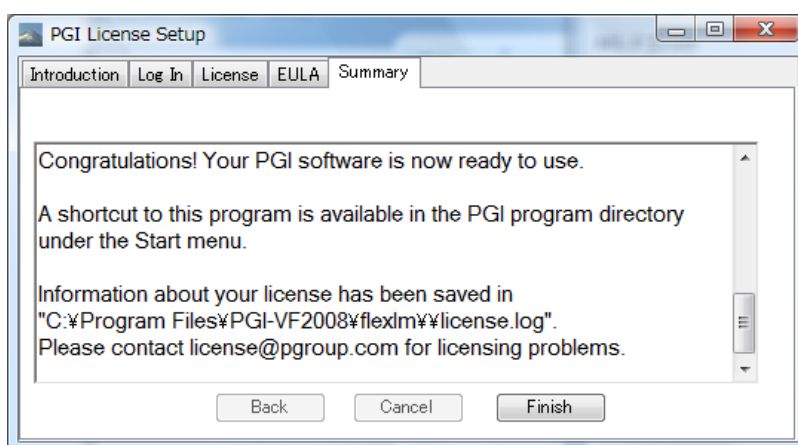 PGI License Setup
Introduction Log In License EULA Summary
Congratulations! Your PGI software is now ready to use.
A shortcut to this program is available in the PGI program directory
under the Start menu.
Information about your license has been saved in
"C:¥Program Files¥PGI-VF2008¥flexlm¥¥license.log".
Please contact license@pgroup.com for licensing problems.
Back Cancel Finish